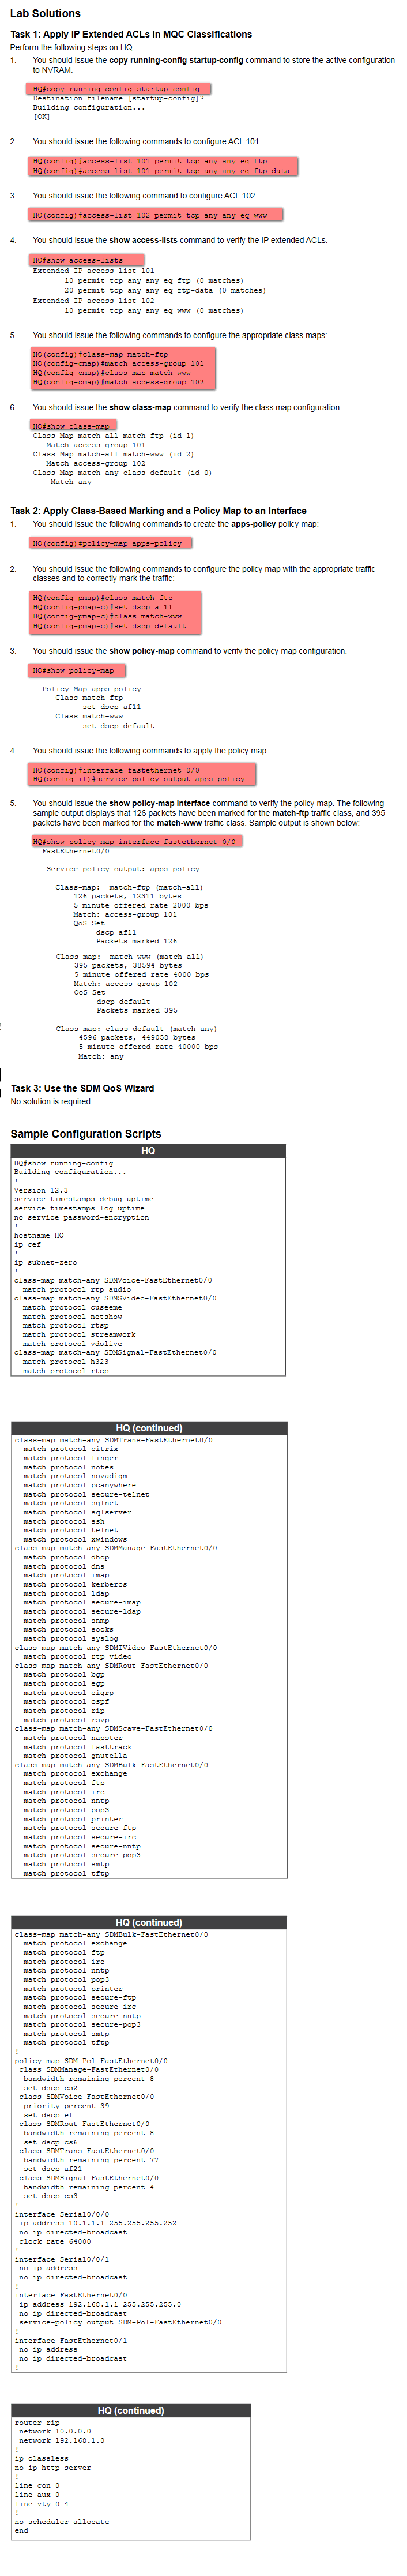 Lab Solutions
Task 1: Apply IP Extended ACLs in MQC Classifications
Perform the following steps on HQ:
1. You should issue the copy running-config startup-config command to store the active configuration
to NVRAM.
HQ#copy running-config startup-config
Destination filename [startup-config]?
Building configuration...
[OK]
2. You should issue the following commands to configure ACL 101:
HQ(config)#access-list 101 permit tcp any any eq ftp
HQ(config)#access-list 101 permit tcp any any eq ftp-data
3. You should issue the following command to configure ACL 102:
HQ(config)#access-list 102 permit tcp any any eq www
4. You should issue the show access-lists command to verify the IP extended ACLs.
HQ#show access-lists
Extended IP access list 101
10 permit tcp any any eq ftp (0 matches)
20 permit tcp any any eq ftp-data (0 matches)
Extended IP access list 102
10 permit tcp any any eq www (0 matches)
5. You should issue the following commands to configure the appropriate class maps:
HQ(config)#class-map match-ftp
HQ(config-cmap)#match access-group 101
HQ(config-cmap)#class-map match-www
HQ(config-cmap)#match access-group 102
6. You should issue the show class-map command to verify the class map configuration.
HQ#show class-map
Class Map match-all match-ftp (id 1)
Match access-group 101
Class Map match-all match-www (id 2)
Match access-group 102
Class Map match-any class-default (id 0)
Match any
Task 2: Apply Class-Based Marking and a Policy Map to an Interface
1. You should issue the following commands to create the apps-policy policy map:
HQ(config)#policy-map apps-policy
2. You should issue the following commands to configure the policy map with the appropriate traffic
classes and to correctly mark the traffic:
HQ(config-pmap)#class match-ftp
HQ(config-pmap-c)#set dscp af11
HQ(config-pmap-c)#class match-www
HQ(config-pmap-c)#set dscp default
3. You should issue the show policy-map command to verify the policy map configuration.
HQ#show policy-map
Policy Map apps-policy
Class match-ftp
set dscp af11
Class match-www
set dscp default
4. You should issue the following commands to apply the policy map:
HQ(config)#interface fastethernet 0/0
HQ(config-if)#service-policy output apps-policy
5. You should issue the show policy-map interface command to verify the policy map. The following
sample output displays that 126 packets have been marked for the match-ftp traffic class, and 395
packets have been marked for the match-www traffic class. Sample output is shown below:
HQ#show policy-map interface fastethernet 0/0
FastEthernet0/0
Service-policy output: apps-policy
Class-map: match-ftp (match-all)
126 packets, 12311 bytes
5 minute offered rate 2000 bps
Match: access-group 101
QoS Set
dscp af11
Packets marked 126
Class-map: match-www (match-all)
395 packets, 38594 bytes
5 minute offered rate 4000 bps
Match: access-group 102
QoS Set
dscp default
Packets marked 395
Class-map: class-default (match-any)
4596 packets, 449058 bytes
5 minute offered rate 40000 bps
Match: any
Task 3: Use the SDM QoS Wizard
No solution is required.
Sample Configuration Scripts
HQ
HQ#show running-config
Building configuration...
!
Version 12.3
service timestamps debug uptime
service timestamps log uptime
no service password-encryption
!
hostname HQ
ip cef
!
ip subnet-zero
!
class-map match-any SDMVoice-FastEthernet0/0
match protocol rtp audio
class-map match-any SDMSVideo-FastEthernet0/0
match protocol cuseeme
match protocol netshow
match protocol rtsp
match protocol streamwork
match protocol vdolive
class-map match-any SDMSignal-FastEthernet0/0
match protocol h323
match protocol rtcp
HQ (continued)
class-map match-any SDMTrans-FastEthernet0/0
match protocol citrix
match protocol finger
match protocol notes
match protocol novadigm
match protocol pcanywhere
match protocol secure-telnet
match protocol sqlnet
match protocol sqlserver
match protocol ssh
match protocol telnet
match protocol xwindows
class-map match-any SDMManage-FastEthernet0/0
match protocol dhcp
match protocol dns
match protocol imap
match protocol kerberos
match protocol ldap
match protocol secure-imap
match protocol secure-ldap
match protocol snmp
match protocol socks
match protocol syslog
class-map match-any SDMIVideo-FastEthernet0/0
match protocol rtp video
class-map match-any SDMRout-FastEthernet0/0
match protocol bgp
match protocol egp
match protocol eigrp
match protocol ospf
match protocol rip
match protocol rsvp
class-map match-any SDMScave-FastEthernet0/0
match protocol napster
match protocol fasttrack
match protocol gnutella
class-map match-any SDMBulk-FastEthernet0/0
match protocol exchange
match protocol ftp
match protocol irc
match protocol nntp
match protocol pop3
match protocol printer
match protocol secure-ftp
match protocol secure-irc
match protocol secure-nntp
match protocol secure-pop3
match protocol smtp
match protocol tftp
HQ (continued)
class-map match-any SDMBulk-FastEthernet0/0
match protocol exchange
match protocol ftp
match protocol irc
match protocol nntp
match protocol pop3
match protocol printer
match protocol secure-ftp
match protocol secure-irc
match protocol secure-nntp
match protocol secure-pop3
match protocol smtp
match protocol tftp
!
policy-map SDM-Pol-FastEthernet0/0
class SDMManage-FastEthernet0/0
bandwidth remaining percent 8
set dscp cs2
class SDMVoice-FastEthernet0/0
priority percent 39
set dscp ef
class SDMRout-FastEthernet0/0
bandwidth remaining percent 8
set dscp cs6
class SDMTrans-FastEthernet0/0
bandwidth remaining percent 77
set dscp af21
class SDMSignal-FastEthernet0/0
bandwidth remaining percent 4
set dscp cs3
!
interface Serial0/0/0
ip address 10.1.1.1 255.255.255.252
no ip directed-broadcast
clock rate 64000
!
interface Serial0/0/1
no ip address
no ip directed-broadcast
!
interface FastEthernet0/0
ip address 192.168.1.1 255.255.255.0
no ip directed-broadcast
service-policy output SDM-Pol-FastEthernet0/0
!
interface FastEthernet0/1
no ip address
no ip directed-broadcast
!
HQ (continued)
router rip
network 10.0.0.0
network 192.168.1.0
!
ip classless
no ip http server
!
line con 0
line aux 0
line vty 0 4
!
no scheduler allocate
end